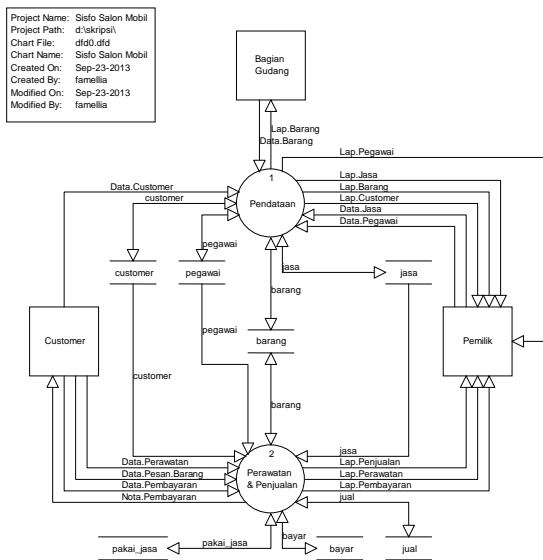 Project Name: Sisfo Salon Mobil
Project Path: d:\skripsi\
Chart File: dfd0.dfd
Chart Name: Sisfo Salon Mobil
Created On: Sep-23-2013
Created By: famellia
Modified On: Sep-23-2013
Modified By: famellia
Bagian
Gudang
Lap.Barang
Data.Barang
Lap.Pegawai
1
Pendataan
Data.Customer
customer
pegawai
Lap.Jasa
Lap.Barang
Lap.Customer
Data.Jasa
Data.Pegawai
customer
pegawai
jasa
jasa
barang
barang
Customer
Pemilik
pegawai
customer
barang
jasa
2
Perawatan
& Penjualan
Data.Perawatan
Data.Pesan.Barang
Data.Pembayaran
Nota.Pembayaran
Lap.Penjualan
Lap.Perawatan
Lap.Pembayaran
jual
pakai_jasa
pakai_jasa
bayar
bayar
jual